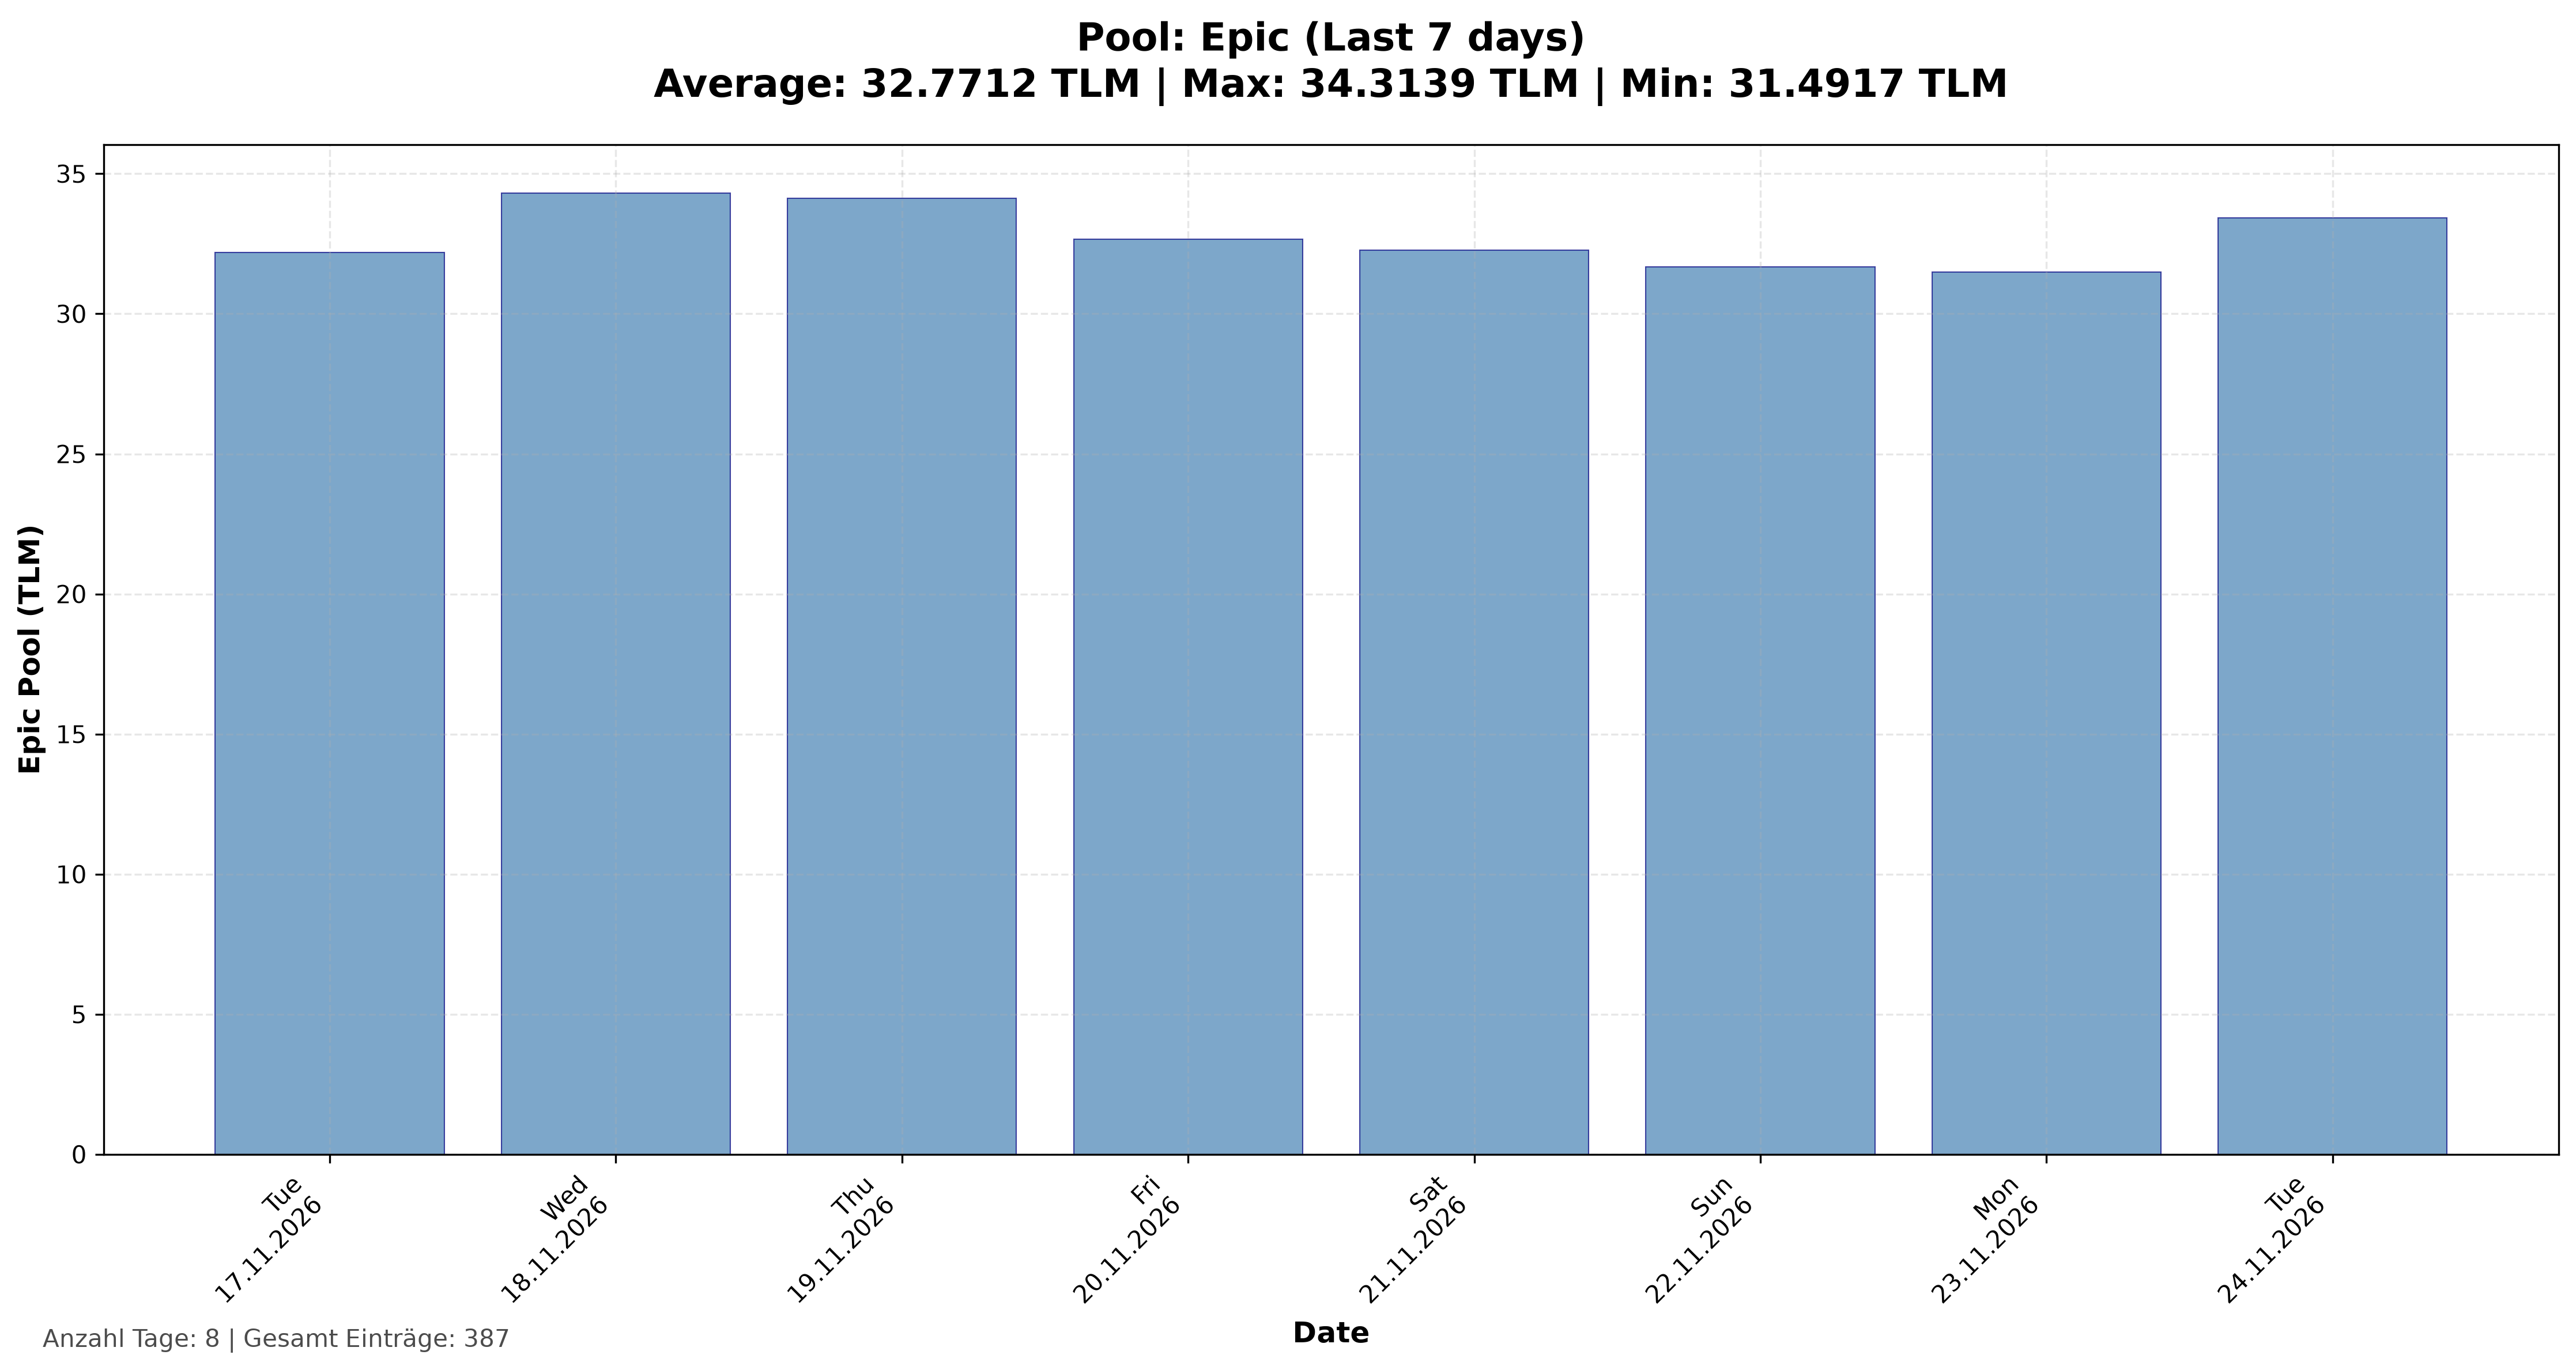 Pool: Epic (Last 7 days)
Average: 32.7712 TLM | Max: 34.3139 TLM | Min: 31.4917 TLM
Epic Pool (TLM)
35
30
25
20
15
10
5
0
Tue
17.11.2026
Wed
18.11.2026
Thu
19.11.2026
Fri
20.11.2026
Sat
21.11.2026
Sun
22.11.2026
Mon
23.11.2026
Tue
24.11.2026
Date
Anzahl Tage: 8 | Gesamt Einträge: 387